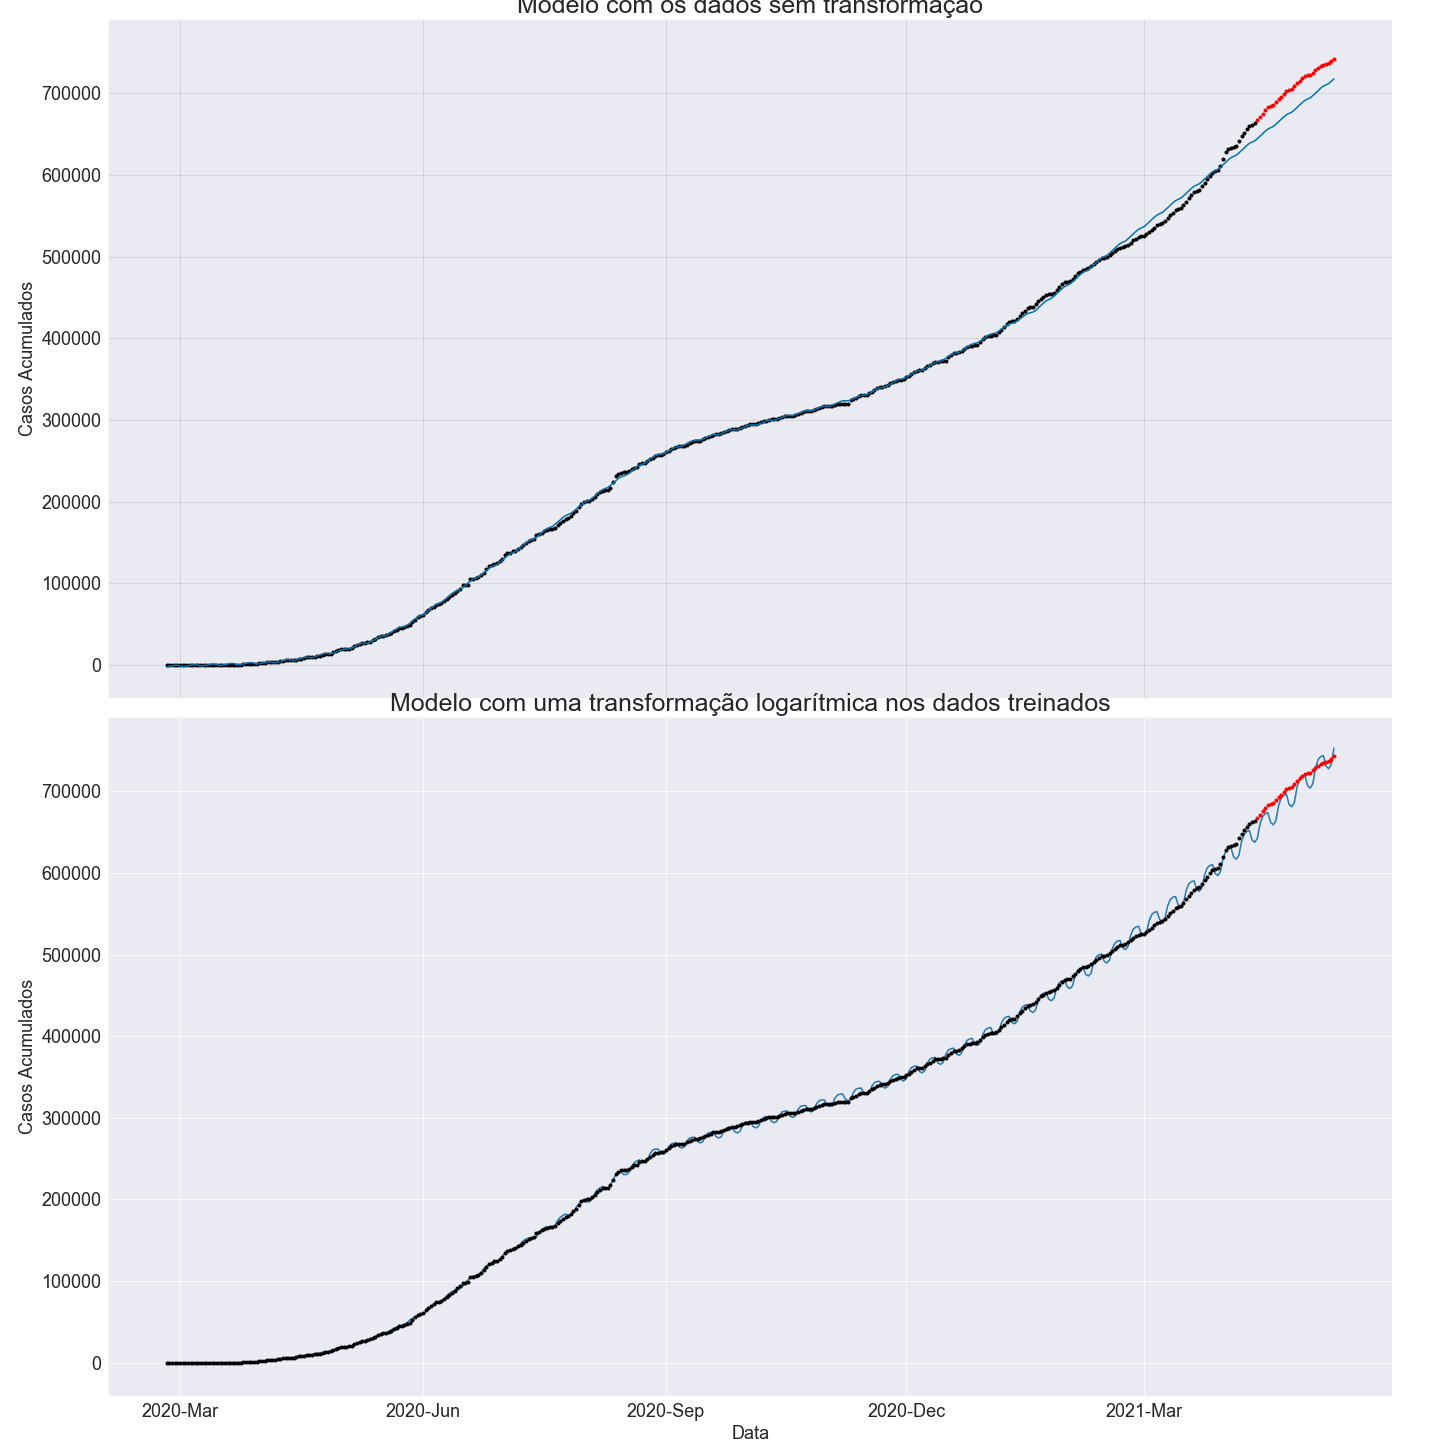 Modelo com os dados sem transformação
700000
600000
500000
400000
300000
200000
100000
0
Casos Acumulados
Modelo com uma transformação logarítmica nos dados treinados
700000
600000
500000
400000
300000
200000
100000
0
Casos Acumulados
2020-Mar 2020-Jun 2020-Sep 2020-Dec 2021-Mar
Data